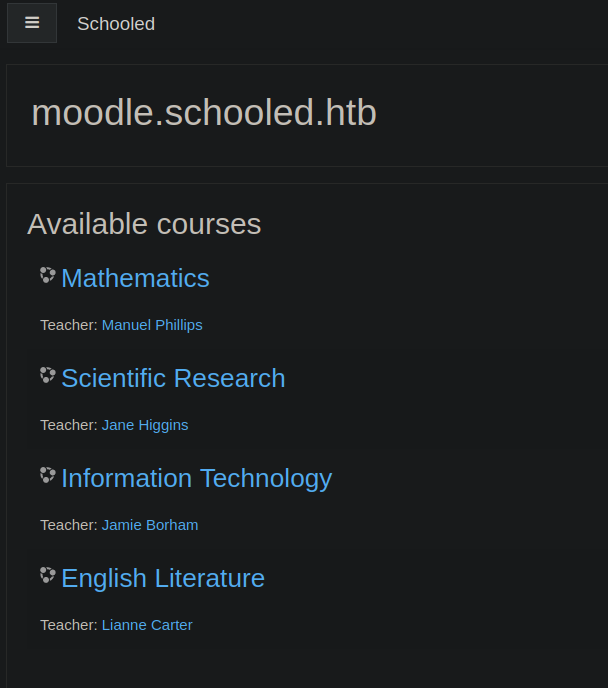 Schooled
moodle.schooled.htb
Available courses
Mathematics
Teacher: Manuel Phillips
Scientific Research
Teacher: Jane Higgins
Information Technology
Teacher: Jamie Borham
English Literature
Teacher: Lianne Carter